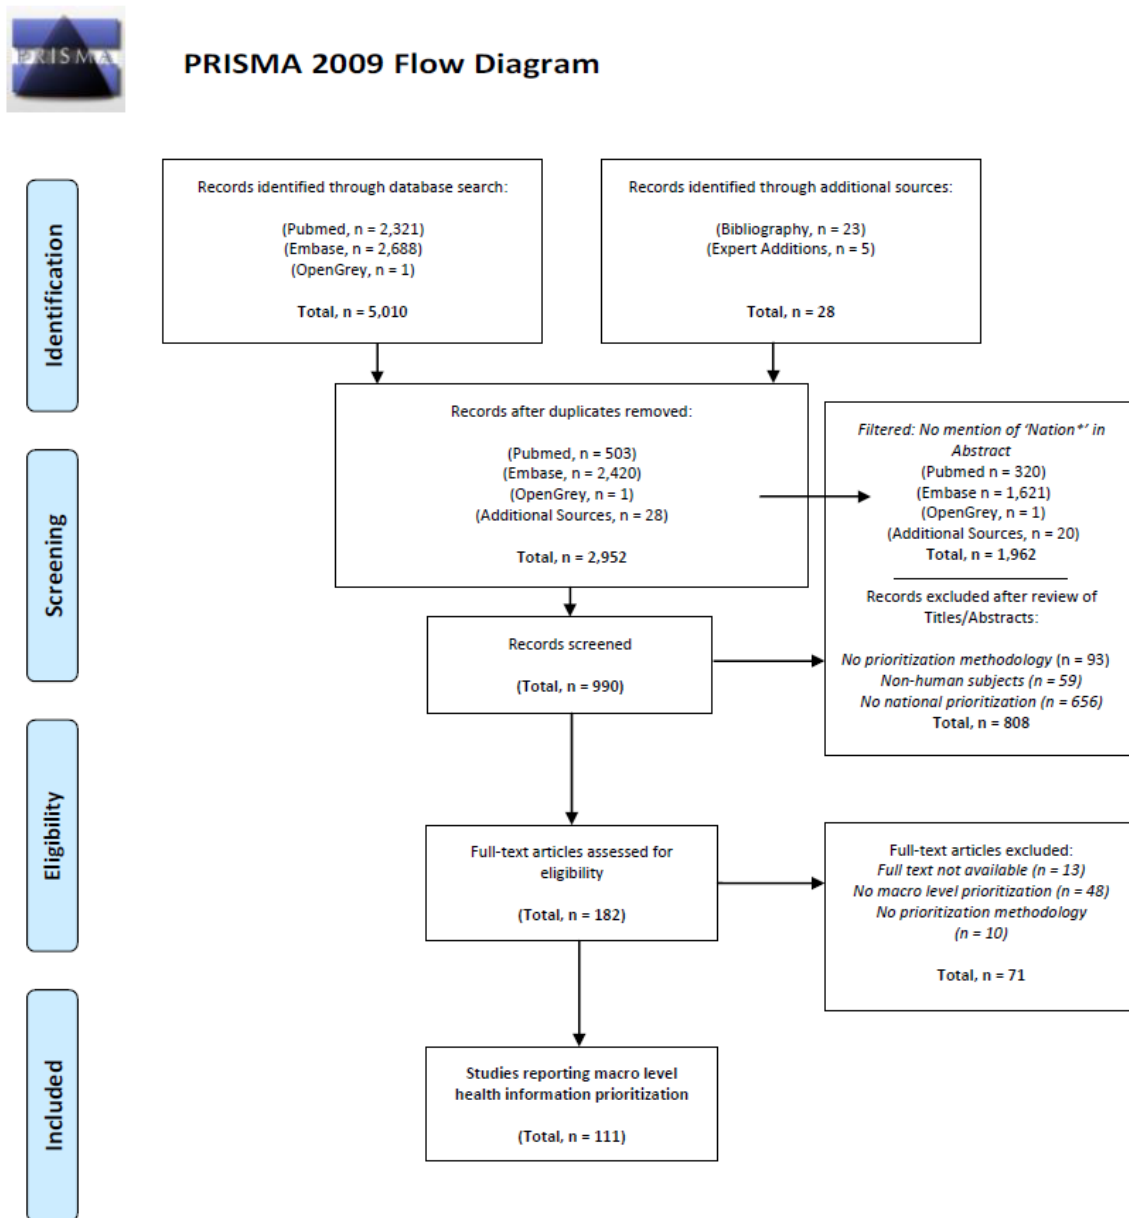 PRISMA
PRISMA 2009 Flow Diagram
Identification
Records identified through database search:
(Pubmed, n = 2,321)
(Embase, n = 2,688)
(OpenGrey, n = 1)
Total, n = 5,010
Records identified through additional sources:
(Bibliography, n = 23)
(Expert Additions, n = 5)
Total, n = 28
Records after duplicates removed:
(Pubmed, n = 503)
(Embase, n = 2,420)
(OpenGrey, n = 1)
(Additional Sources, n = 28)
Total, n = 2,952
Filtered: No mention of ‘Nation*’ in
Abstract
(Pubmed n = 320)
(Embase n = 1,621)
(OpenGrey, n = 1)
(Additional Sources, n = 20)
Total, n = 1,962
Records excluded after review of
Titles/Abstracts:
No prioritization methodology (n = 93)
Non-human subjects (n = 59)
No national prioritization (n = 656)
Total, n = 808
Screening
Records screened
(Total, n = 990)
Eligibility
Full-text articles assessed for
eligibility
(Total, n = 182)
Full-text articles excluded:
Full text not available (n = 13)
No macro level prioritization (n = 48)
No prioritization methodology
(n = 10)
Total, n = 71
Included
Studies reporting macro level
health information prioritization
(Total, n = 111)